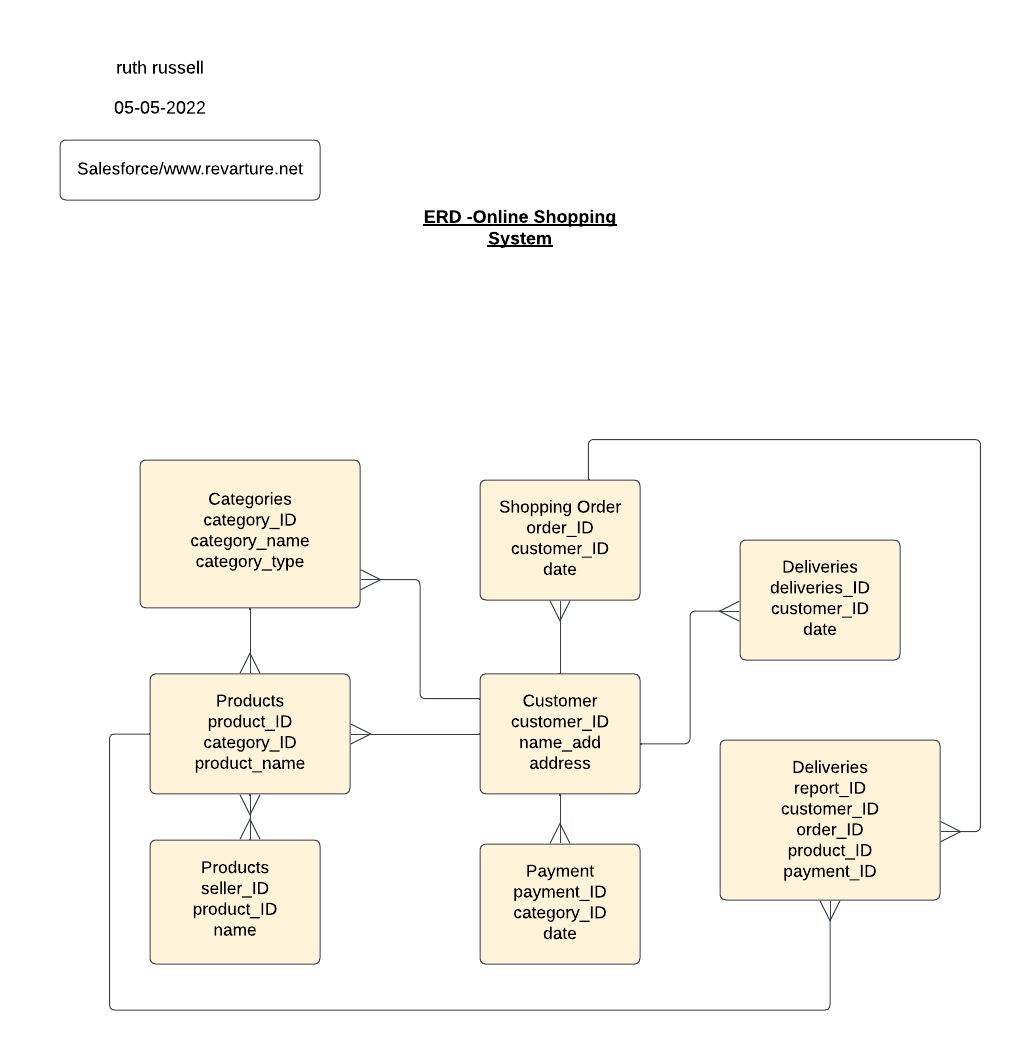 ruth russell
05-05-2022
Salesforce/www.revarture.net
ERD -Online Shopping
System
Categories
category_ID
category_name
category_type
Shopping Order
order_ID
customer_ID
date
Deliveries
deliveries_ID
customer_ID
date
Products
product_ID
category_ID
product_name
Customer
customer_ID
name_add
address
Deliveries
report_ID
customer_ID
order_ID
product_ID
payment_ID
Products
seller_ID
product_ID
name
Payment
payment_ID
category_ID
date